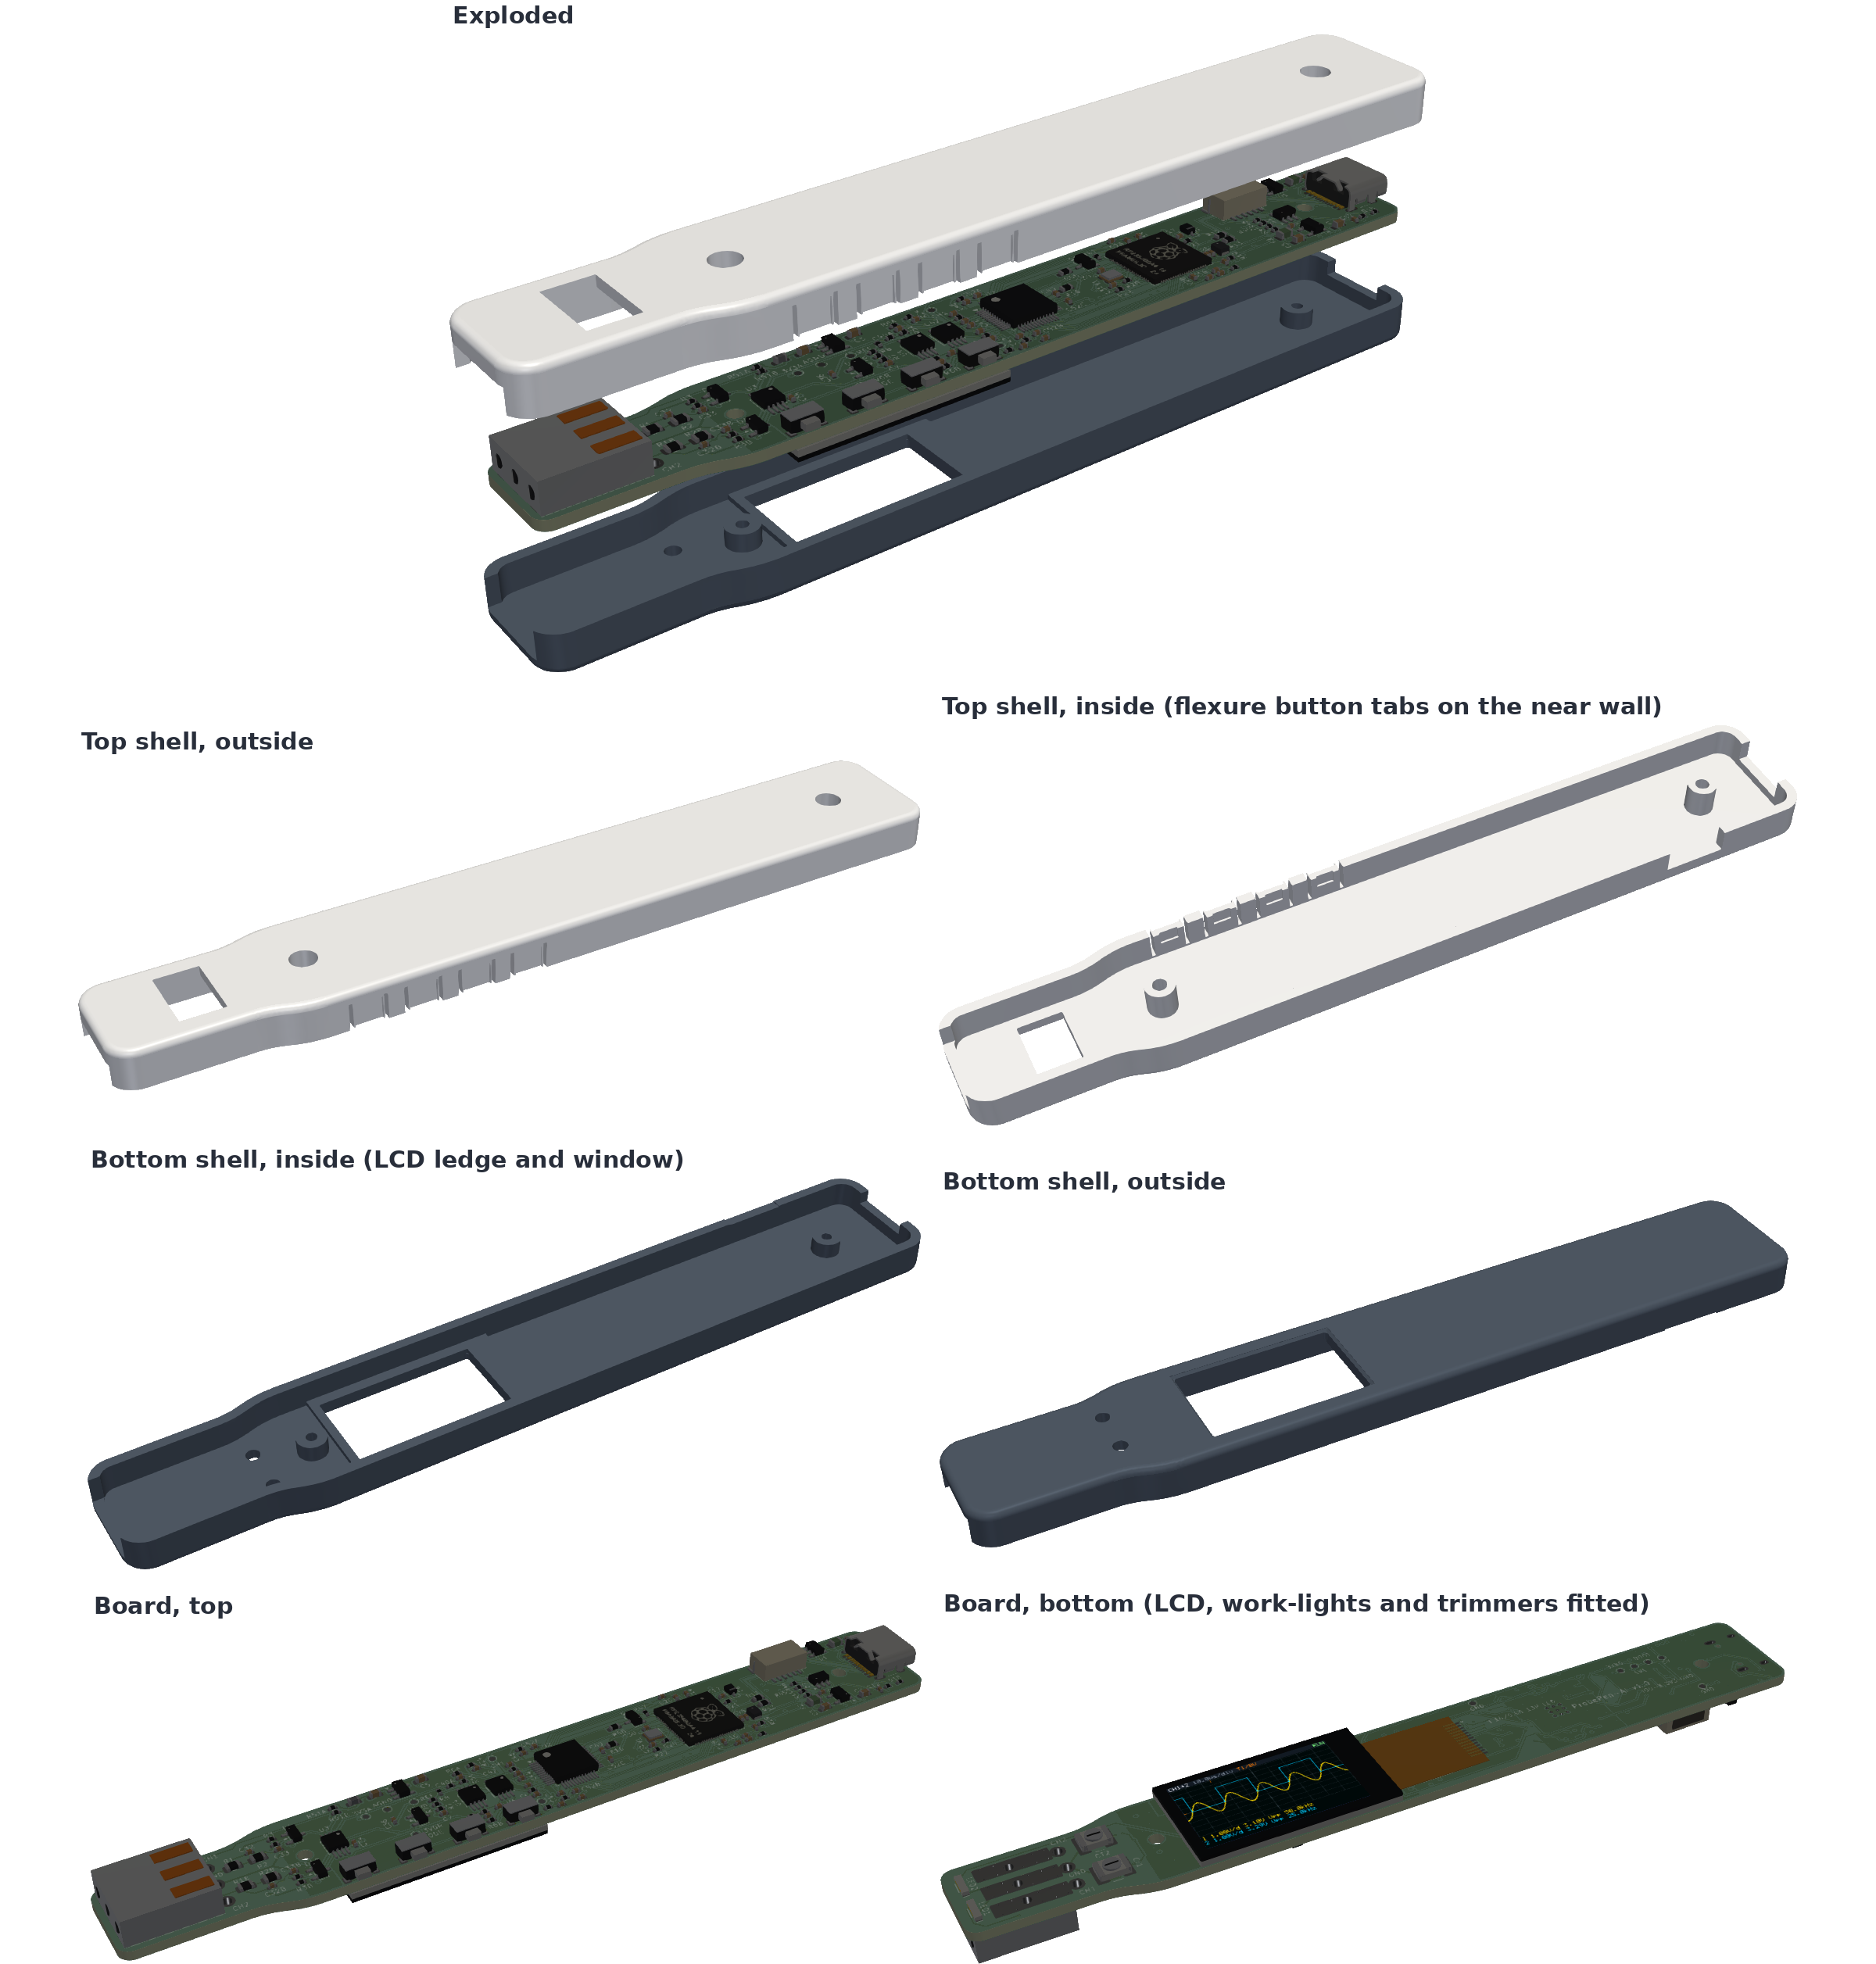 Exploded
Top shell, inside (flexure button tabs on the near wall)
Top shell, outside
Bottom shell, inside (LCD ledge and window)
Bottom shell, outside
Board, top
Board, bottom (LCD, work-lights and trimmers fitted)